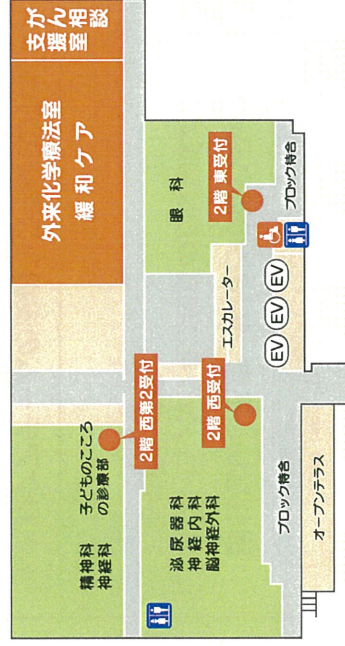 がん相談
支援室
外来化学療法室
緩和ケア
眼科
2階 東受付
ブロック待合
エスカレーター
EV
EV
EV
2階 西第2受付
2階 西受付
子どものこころ
の診療部
精神科
神経科
泌尿器科
神経内科
脳神経外科
ブロック待合
オープンテラス